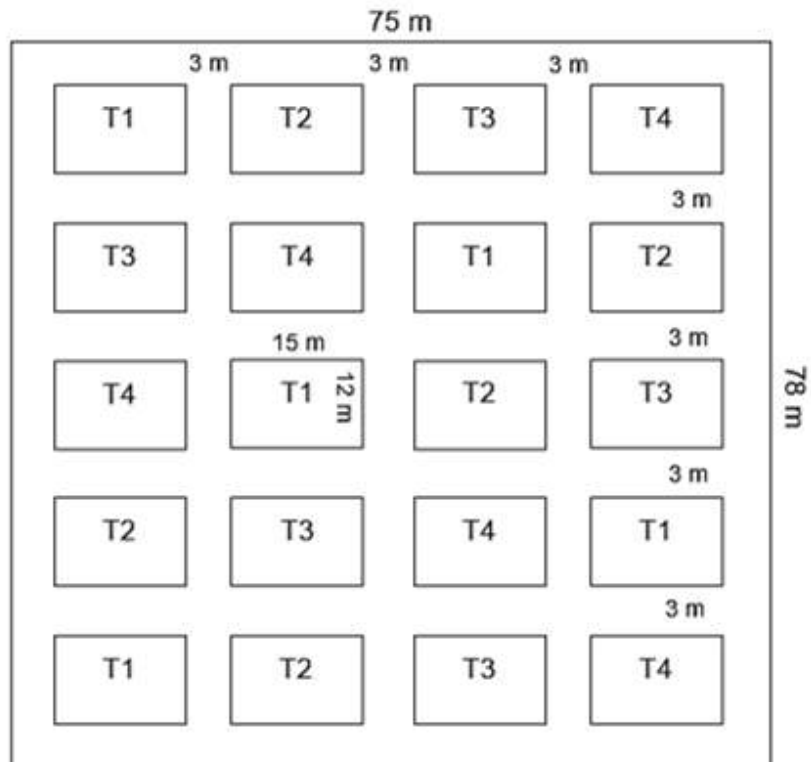 75 m
3 m 3 m 3 m
T1 T2 T3 T4
3 m
T3 T4 T1 T2
15 m 3 m
T4 T1 12 m T2 T3
78 m
3 m
T2 T3 T4 T1
3 m
T1 T2 T3 T4